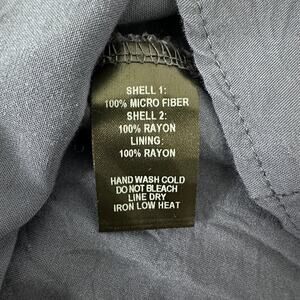 SHELL 1:
100% MICRO FIBER
SHELL 2:
100% RAYON
LINING:
100% RAYON
HAND WASH COLD
DO NOT BLEACH
LINE DRY
IRON LOW HEAT